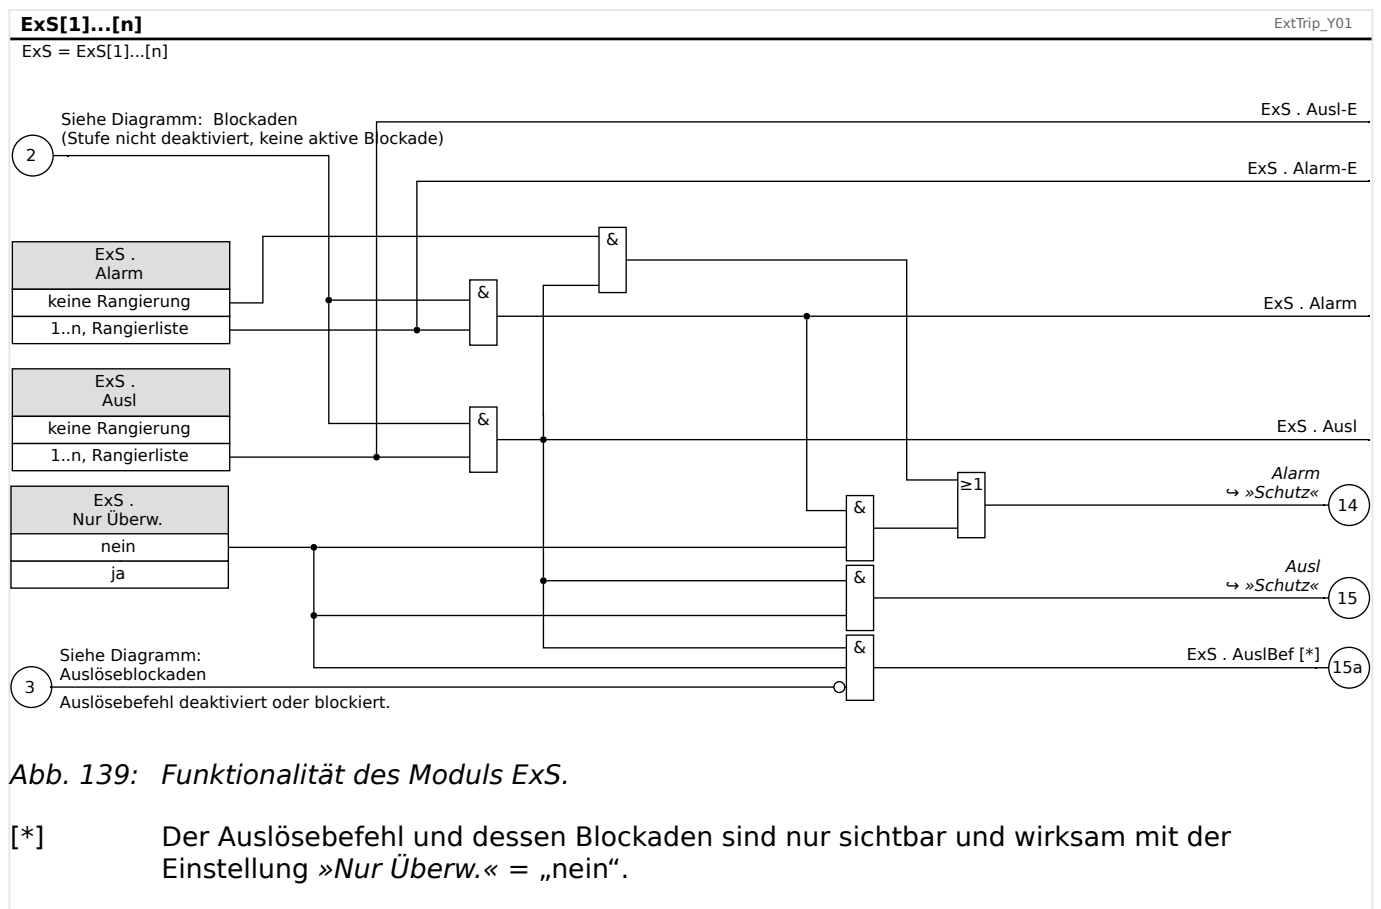 ExS[1]...[n]
ExtTrip_Y01
ExS = ExS[1]...[n]
Siehe Diagramm: Blockaden
(Stufe nicht deaktiviert, keine aktive Blockade)
2
ExS . Ausl-E
ExS . Alarm-E
ExS .
Alarm
keine Rangierung
1..n, Rangierliste
&
&
ExS . Alarm
ExS .
Ausl
keine Rangierung
1..n, Rangierliste
&
ExS . Ausl
ExS .
Nur Überw.
nein
ja
≥1
&
Alarm
↪ »Schutz«
14
&
Ausl
↪ »Schutz«
15
&
ExS . AuslBef [*]
15a
Siehe Diagramm:
Auslöseblockaden
3
Auslösebefehl deaktiviert oder blockiert.
Abb. 139: Funktionalität des Moduls ExS.
[*] Der Auslösebefehl und dessen Blockaden sind nur sichtbar und wirksam mit der
Einstellung »Nur Überw.« = „nein“.